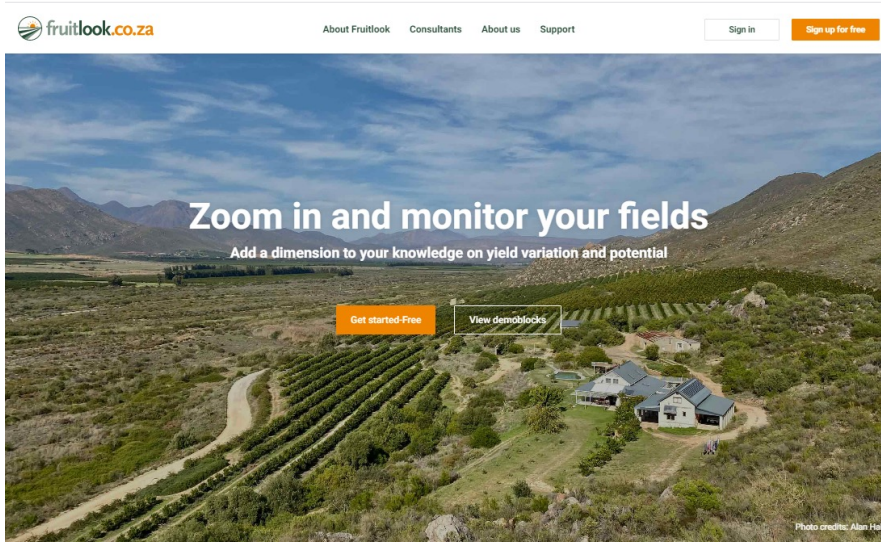 fruitlook.co.za
About Fruitlook Consultants About us Support
Sign in Sign up for free
Zoom in and monitor your fields
Add a dimension to your knowledge on yield variation and potential
Get started-Free View demoblocks
Photo credits: Alan